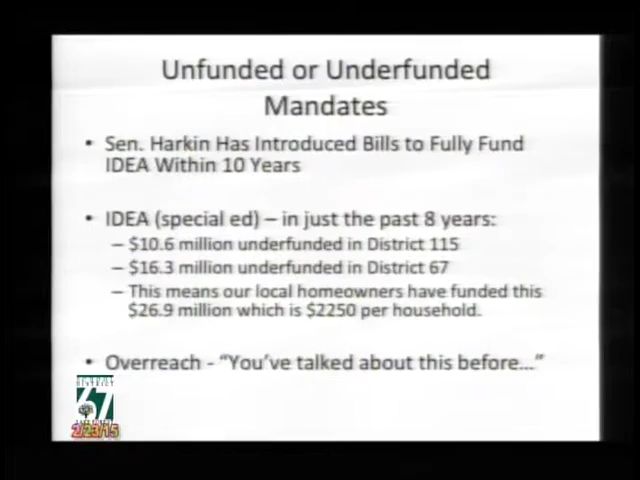 Unfunded or Underfunded
Mandates
• Sen. Harkin Has Introduced Bills to Fully Fund
IDEA Within 10 Years
• IDEA (special ed) – in just the past 8 years:
– $10.6 million underfunded in District 115
– $16.3 million underfunded in District 67
– This means our local homeowners have funded this
$26.9 million which is $2250 per household.
• Overreach - “You’ve talked about this before…”
DISTRICT
67
2/23/15